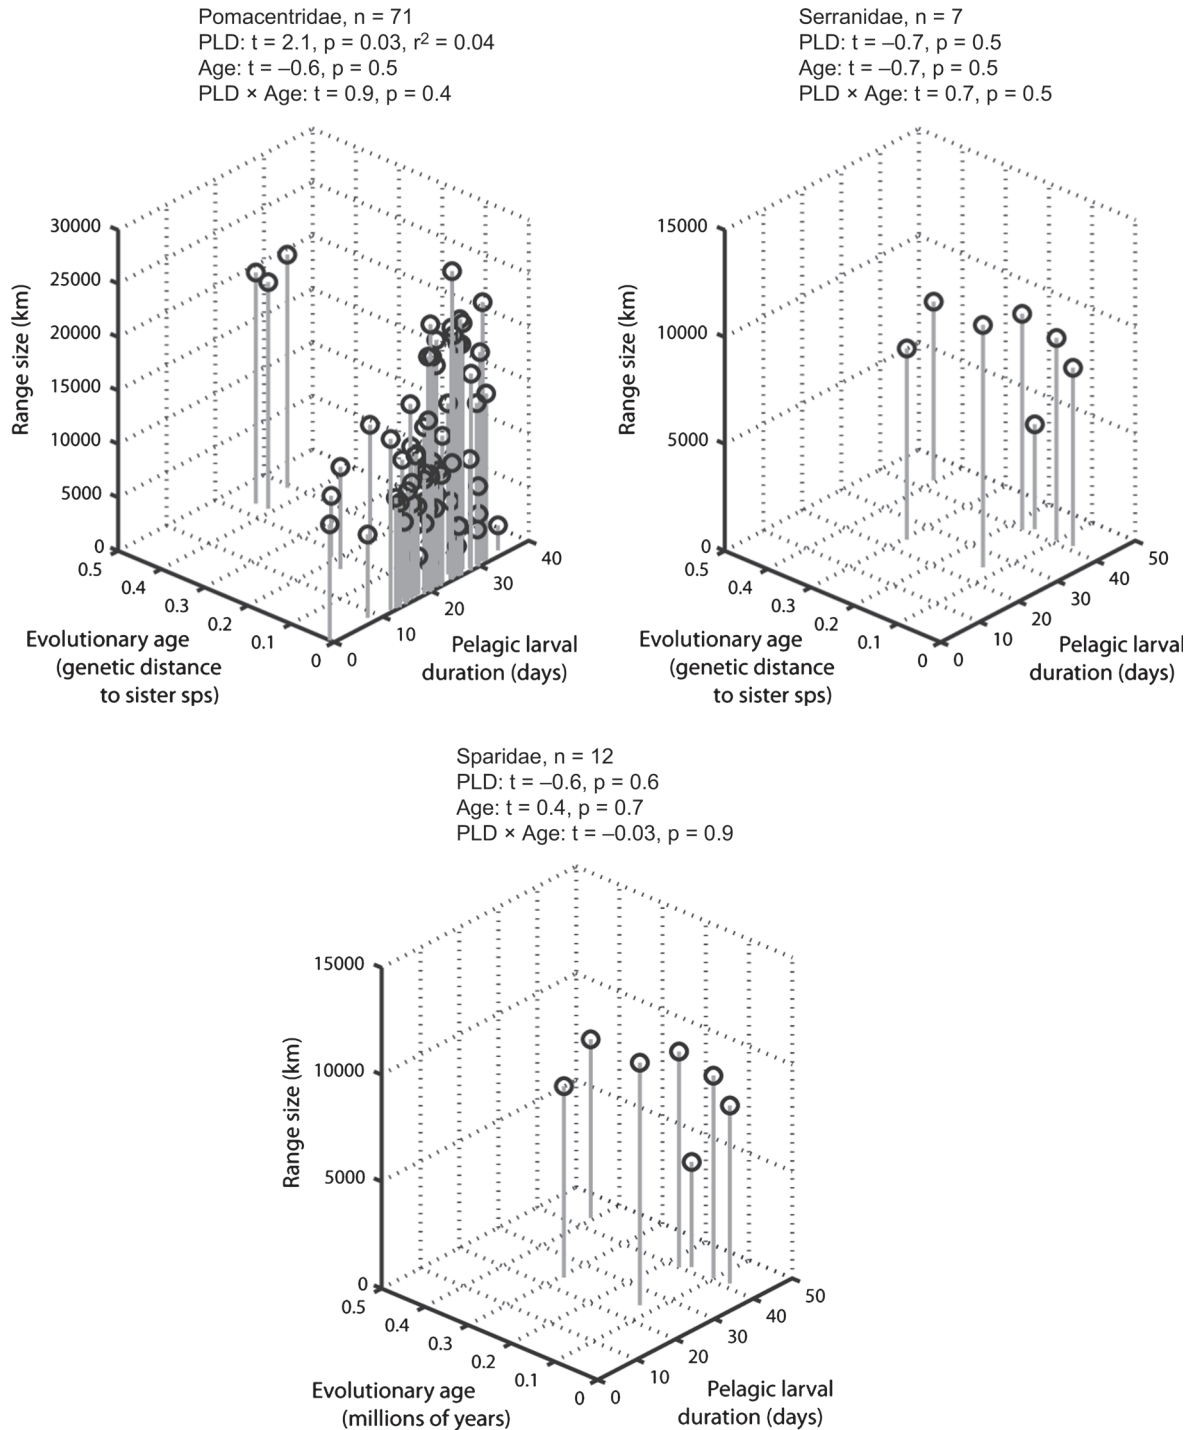 Pomacentridae, n = 71
PLD: t = 2.1, p = 0.03, r² = 0.04
Age: t = –0.6, p = 0.5
PLD × Age: t = 0.9, p = 0.4
30000
25000
20000
15000
10000
5000
0
Range size (km)
0.5
0.4
0.3
0.2
0.1
0
Evolutionary age
(genetic distance
to sister sps)
0
10
20
30
40
Pelagic larval
duration (days)
Serranidae, n = 7
PLD: t = –0.7, p = 0.5
Age: t = –0.7, p = 0.5
PLD × Age: t = 0.7, p = 0.5
15000
10000
5000
0
Range size (km)
0.5
0.4
0.3
0.2
0.1
0
Evolutionary age
(genetic distance
to sister sps)
0
10
20
30
40
50
Pelagic larval
duration (days)
Sparidae, n = 12
PLD: t = –0.6, p = 0.6
Age: t = 0.4, p = 0.7
PLD × Age: t = –0.03, p = 0.9
15000
10000
5000
0
Range size (km)
0.5
0.4
0.3
0.2
0.1
0
Evolutionary age
(millions of years)
0
10
20
30
40
50
Pelagic larval
duration (days)